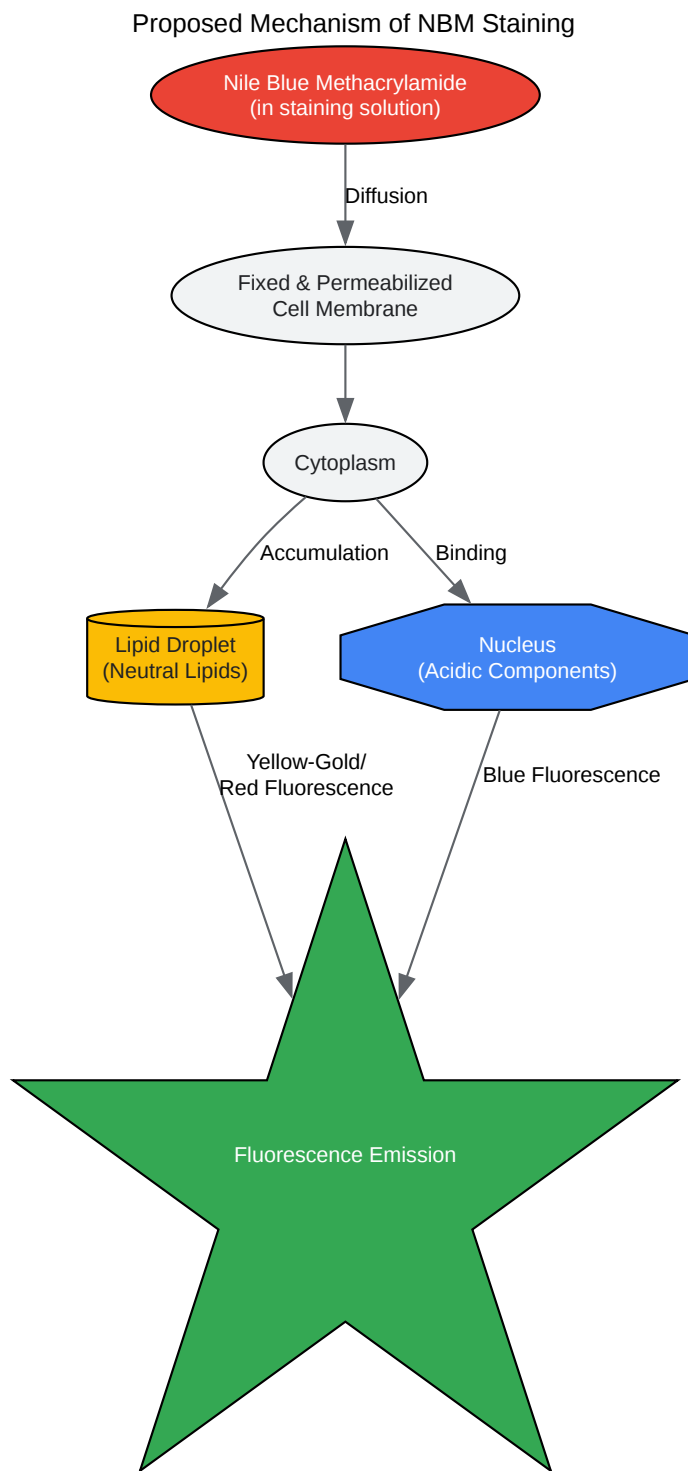 Proposed Mechanism of NBM Staining
Nile Blue Methacrylamide
(in staining solution)
Diffusion
Fixed & Permeabilized
Cell Membrane
Cytoplasm
Accumulation
Binding
Lipid Droplet
(Neutral Lipids)
Nucleus
(Acidic Components)
Yellow-Gold/
Red Fluorescence
Blue Fluorescence
Fluorescence Emission